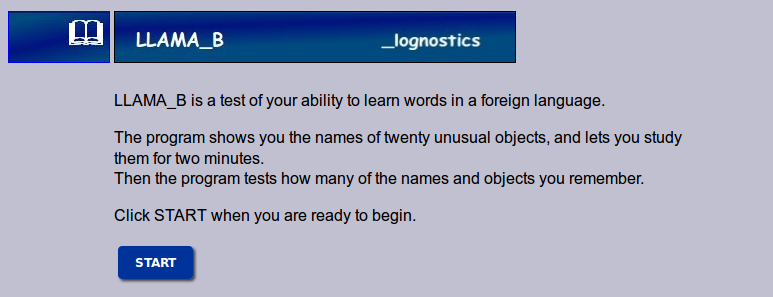 LLAMA_B _lognostics
LLAMA_B is a test of your ability to learn words in a foreign language.
The program shows you the names of twenty unusual objects, and lets you study
them for two minutes.
Then the program tests how many of the names and objects you remember.
Click START when you are ready to begin.
START